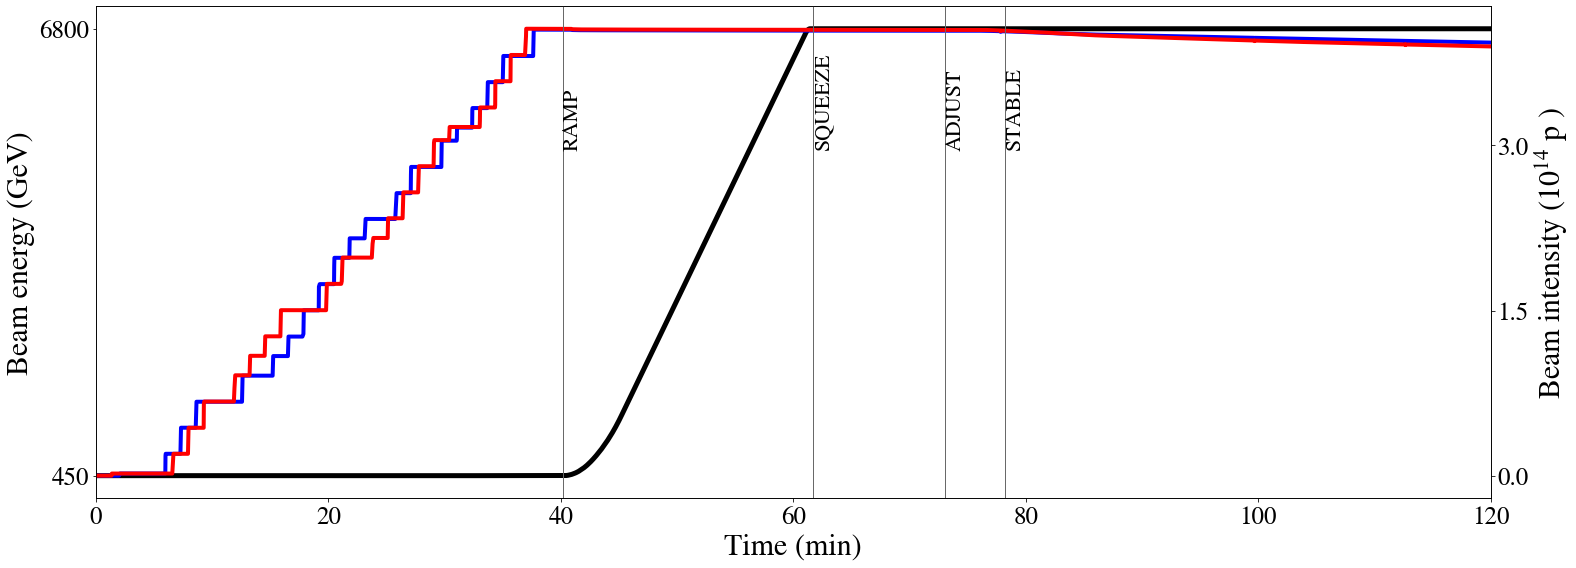 6800
450
Beam energy (GeV)
RAMP
SQUEEZE
ADJUST
STABLE
3.0
1.5
0.0
Beam intensity (10¹⁴ p )
0 20 40 60 80 100 120
Time (min)